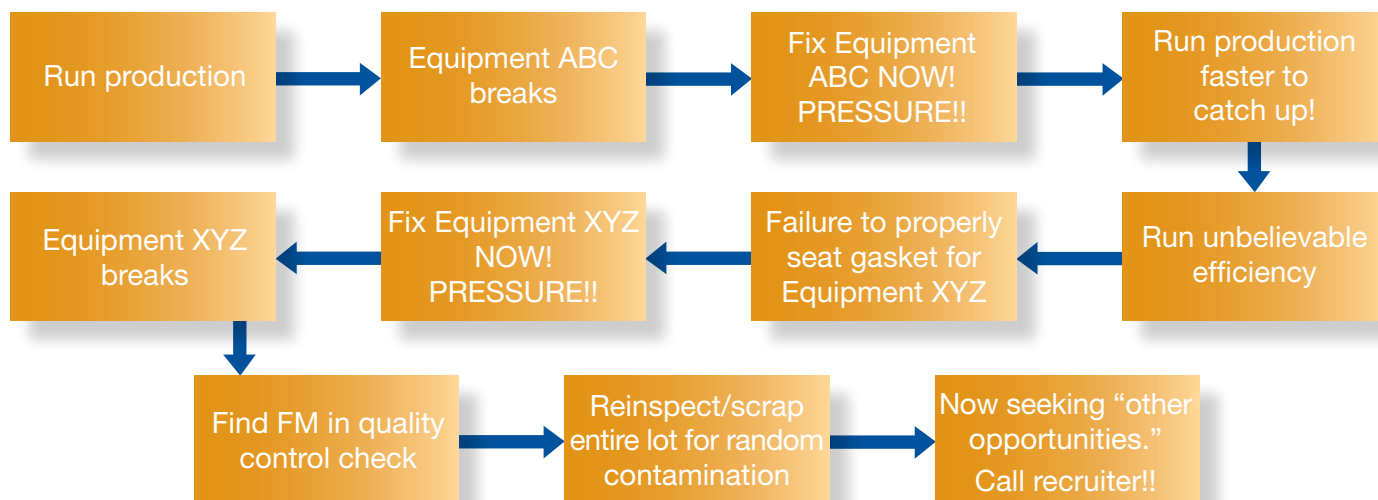 Run production
Equipment ABC
breaks
Fix Equipment
ABC NOW!
PRESSURE!!
Run production
faster to
catch up!
Run unbelievable
efficiency
Failure to properly
seat gasket for
Equipment XYZ
Fix Equipment XYZ
NOW!
PRESSURE!!
Equipment XYZ
breaks
Find FM in quality
control check
Reinspect/scrap
entire lot for random
contamination
Now seeking “other
opportunities.”
Call recruiter!!